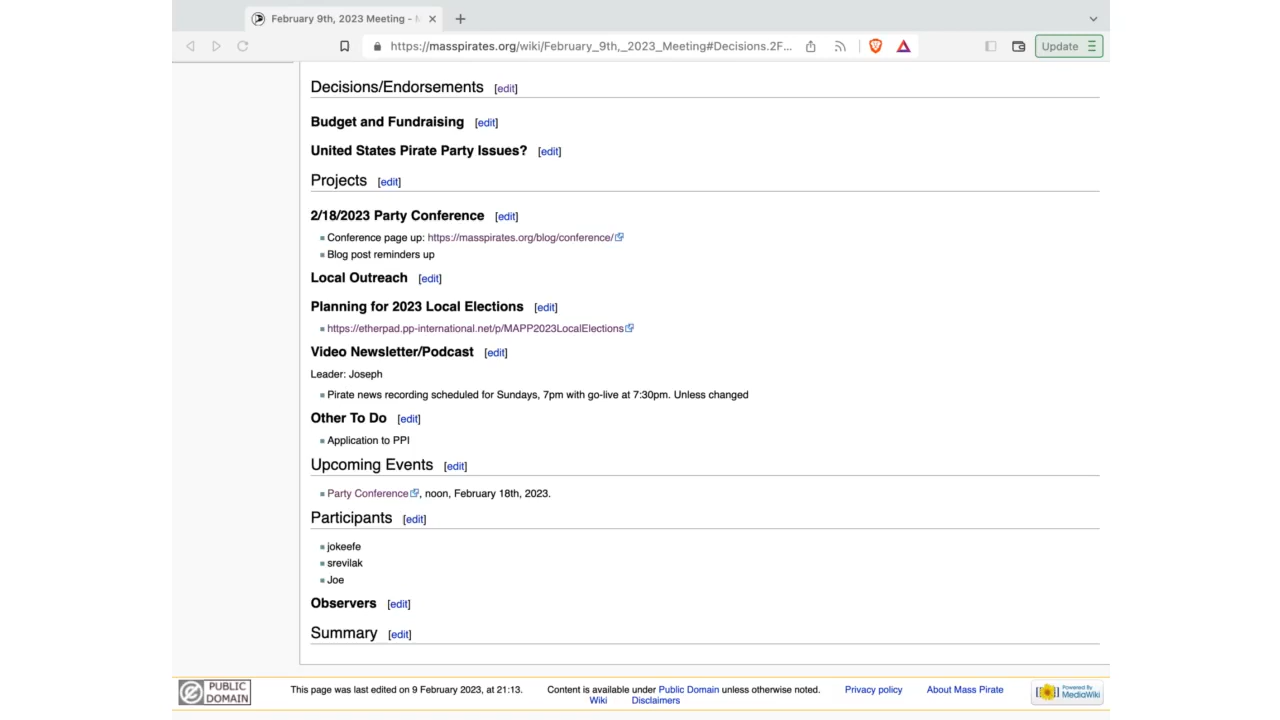 February 9th, 2023 Meeting -
https://masspirates.org/wiki/February_9th,_2023_Meeting#Decisions.2F...
Update
Decisions/Endorsements [edit]
Budget and Fundraising [edit]
United States Pirate Party Issues? [edit]
Projects [edit]
2/18/2023 Party Conference [edit]
Conference page up: https://masspirates.org/blog/conference/
Blog post reminders up
Local Outreach [edit]
Planning for 2023 Local Elections [edit]
https://etherpad.pp-international.net/p/MAPP2023LocalElections
Video Newsletter/Podcast [edit]
Leader: Joseph
Pirate news recording scheduled for Sundays, 7pm with go-live at 7:30pm. Unless changed
Other To Do [edit]
Application to PPI
Upcoming Events [edit]
Party Conference, noon, February 18th, 2023.
Participants [edit]
jokeefe
srevilak
Joe
Observers [edit]
Summary [edit]
PUBLIC DOMAIN
This page was last edited on 9 February 2023, at 21:13. Content is available under Public Domain unless otherwise noted. Privacy policy About Mass Pirate
Wiki Disclaimers
Powered By MediaWiki